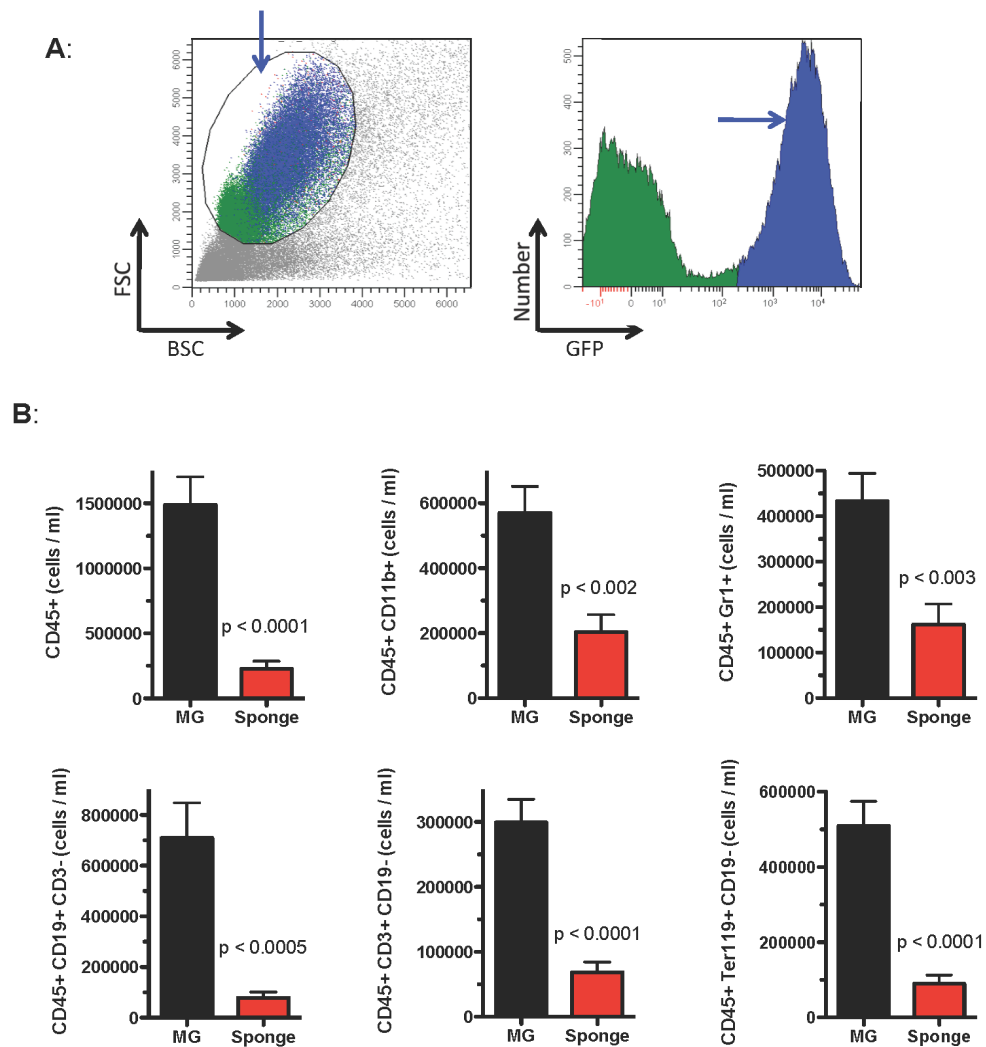 A:
6000
5000
4000
3000
2000
1000
0
0 1000 2000 3000 4000 5000 6000
FSC
BSC
500
400
300
200
100
0
-10¹ 0 10¹ 10² 10³ 10⁴
Number
GFP
B:
CD45+ (cells / ml)
1500000
1000000
500000
0
p < 0.0001
MG Sponge
CD45+ CD11b+ (cells / ml)
600000
400000
200000
0
p < 0.002
MG Sponge
CD45+ Gr1+ (cells / ml)
500000
400000
300000
200000
100000
0
p < 0.003
MG Sponge
CD45+ CD19+ CD3- (cells / ml)
800000
600000
400000
200000
0
p < 0.0005
MG Sponge
CD45+ CD3+ CD19- (cells / ml)
300000
200000
100000
0
p < 0.0001
MG Sponge
CD45+ Ter119+ CD19- (cells / ml)
600000
400000
200000
0
p < 0.0001
MG Sponge